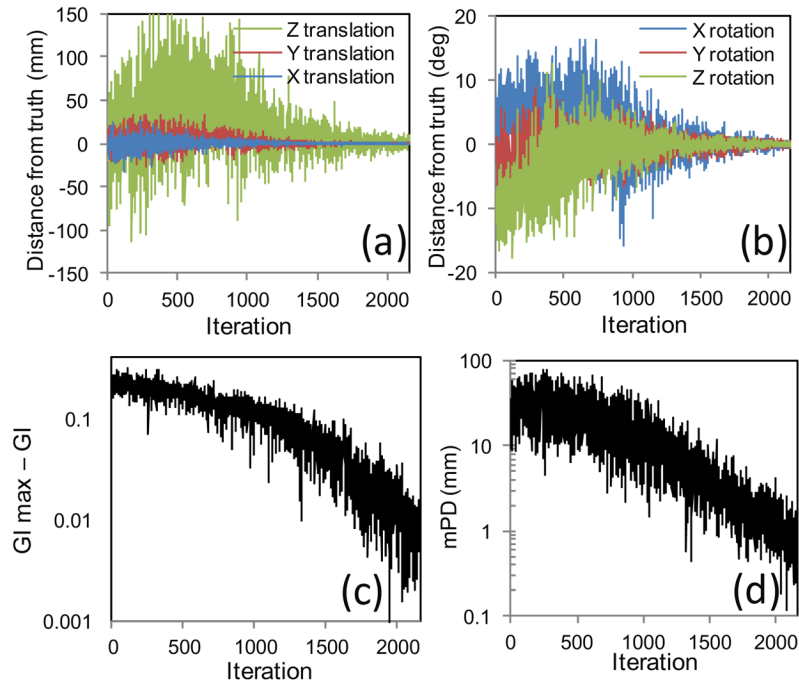 150
100
50
0
-50
-100
-150
Distance from truth (mm)
Z translation
Y translation
X translation
(a)
0 500 1000 1500 2000
Iteration
20
10
0
-10
-20
Distance from truth (deg)
X rotation
Y rotation
Z rotation
(b)
0 500 1000 1500 2000
Iteration
0.1
0.01
0.001
GI max – GI
(c)
0 500 1000 1500 2000
Iteration
100
10
1
0.1
mPD (mm)
(d)
0 500 1000 1500 2000
Iteration